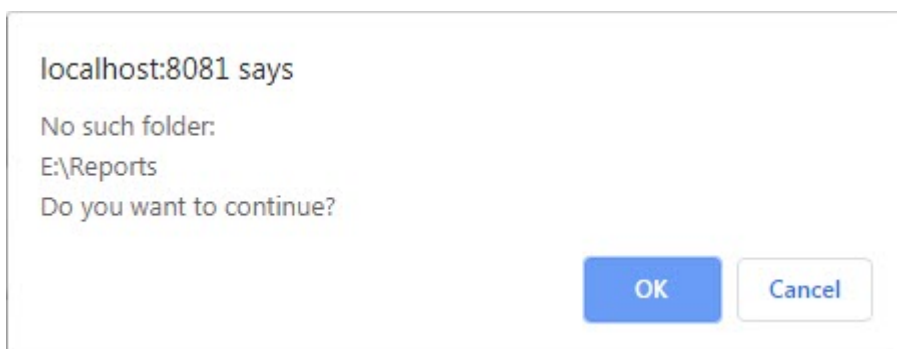 localhost:8081 says
No such folder:
E:\Reports
Do you want to continue?
OK
Cancel